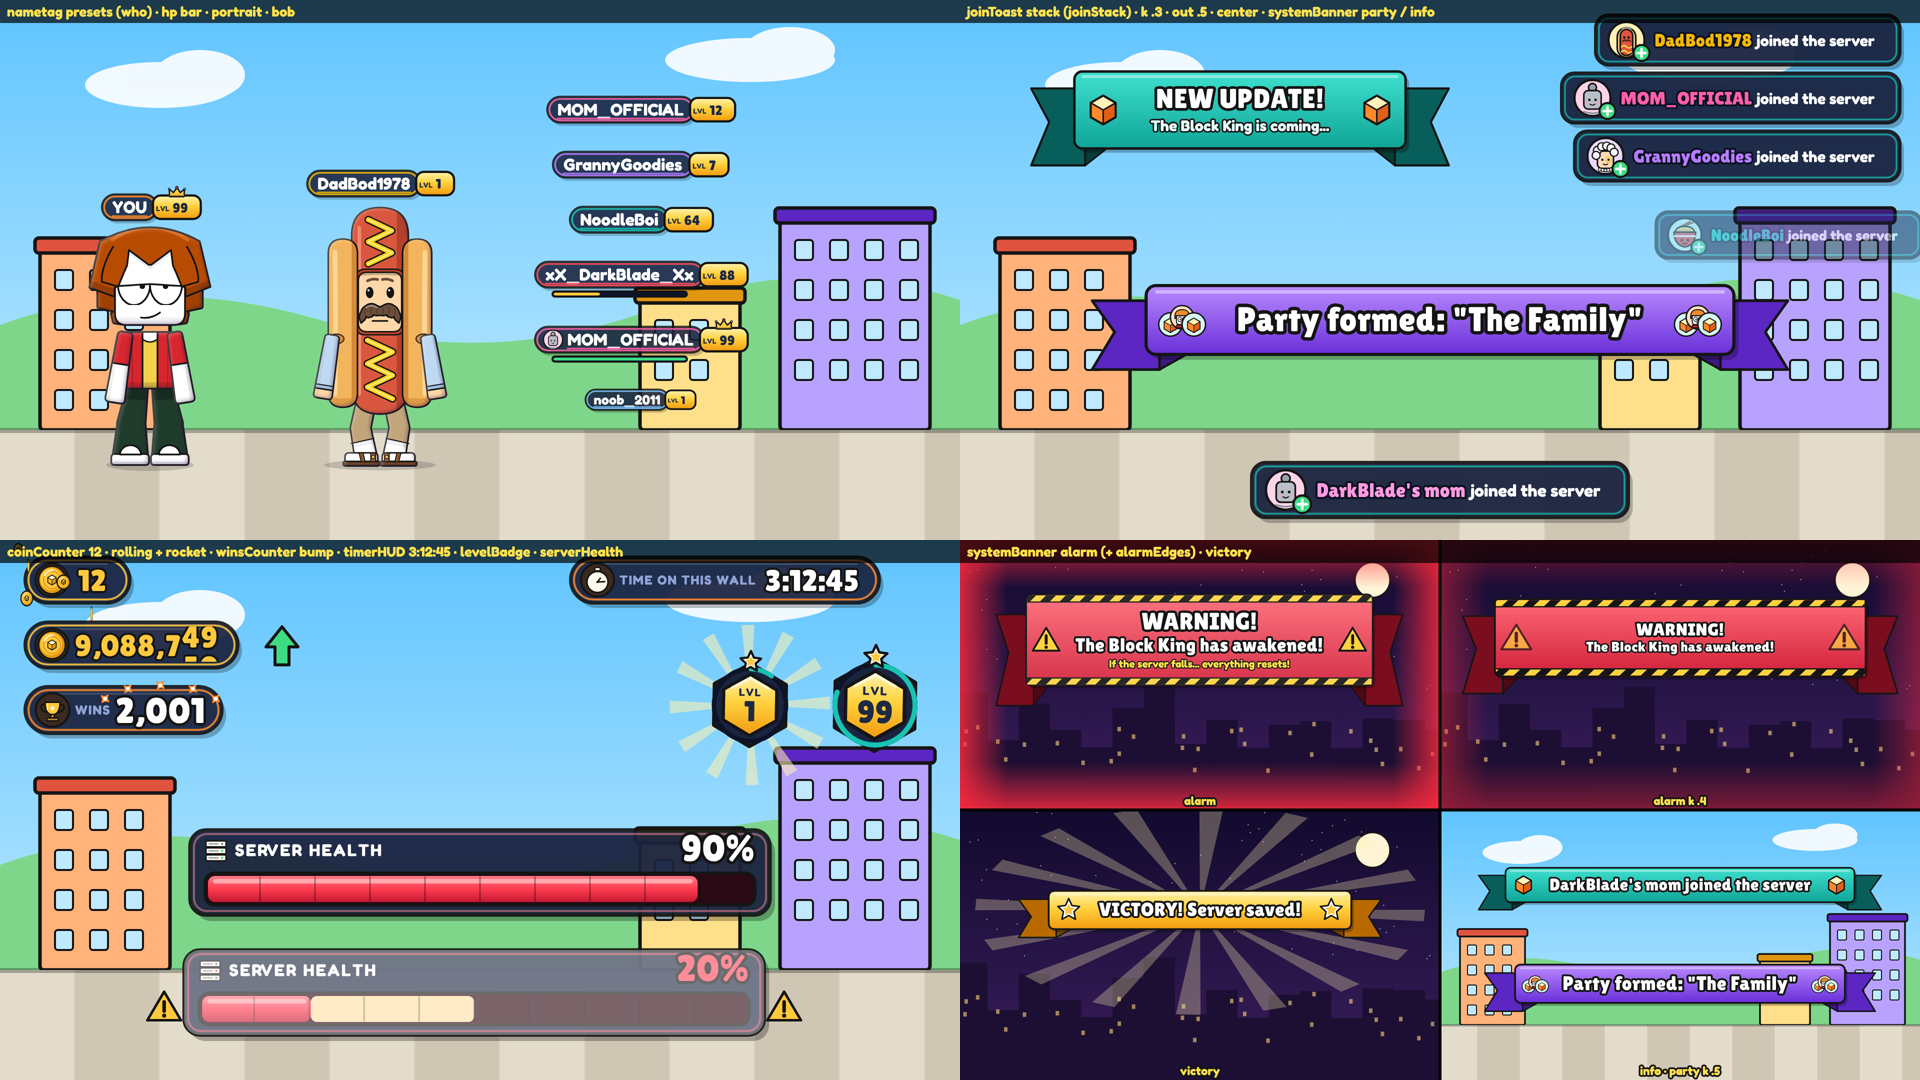 nametag presets (who) · hp bar · portrait · bob
MOM_OFFICIAL LVL 12
GrannyGoodies LVL 7
DadBod1978 LVL 1
YOU LVL 99
NoodleBoi LVL 64
xX_DarkBlade_Xx LVL 88
MOM_OFFICIAL LVL 99
noob_2011 LVL 1
joinToast stack (joinStack) · k .3 · out .5 · center · systemBanner party / info
DadBod1978 joined the server
MOM_OFFICIAL joined the server
GrannyGoodies joined the server
NoodleBoi joined the server
NEW UPDATE!
The Block King is coming...
Party formed: "The Family"
DarkBlade's mom joined the server
coinCounter 12 · rolling + rocket · winsCounter bump · timerHUD 3:12:45 · levelBadge · serverHealth
12
TIME ON THIS WALL 3:12:45
9,088,749
WINS 2,001
LVL
1
LVL
99
SERVER HEALTH 90%
SERVER HEALTH 20%
systemBanner alarm (+ alarmEdges) · victory
WARNING!
The Block King has awakened!
If the server falls... everything resets!
alarm
WARNING!
The Block King has awakened!
alarm k .4
VICTORY! Server saved!
victory
DarkBlade's mom joined the server
Party formed: "The Family"
info · party k .5